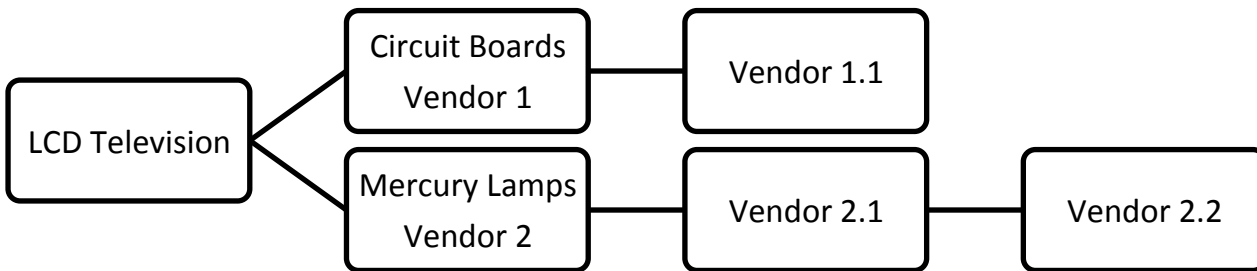 LCD Television
Circuit Boards
Vendor 1
Vendor 1.1
Mercury Lamps
Vendor 2
Vendor 2.1
Vendor 2.2